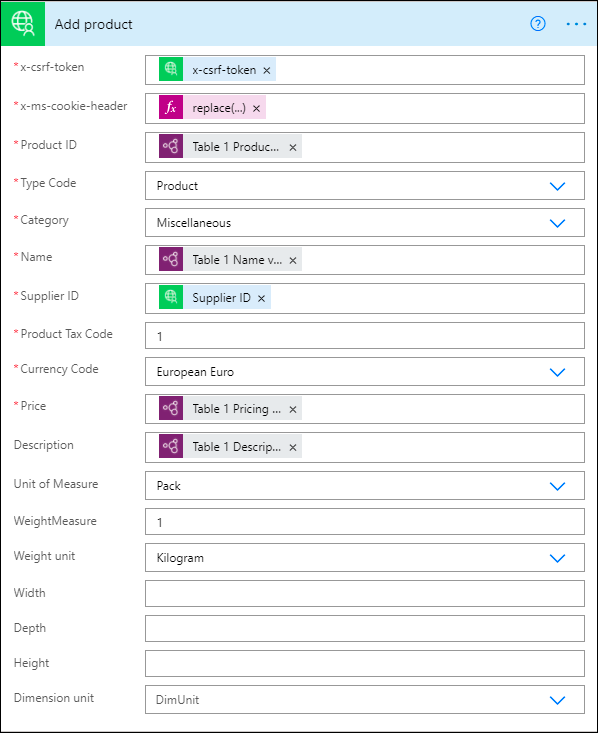 Add product ? ...
*x-csrf-token x-csrf-token ×
*x-ms-cookie-header fx replace(...) ×
*Product ID Table 1 Produc... ×
*Type Code Product
*Category Miscellaneous
*Name Table 1 Name v... ×
*Supplier ID Supplier ID ×
*Product Tax Code 1
*Currency Code European Euro
*Price Table 1 Pricing ... ×
Description Table 1 Descrip... ×
Unit of Measure Pack
WeightMeasure 1
Weight unit Kilogram
Width
Depth
Height
Dimension unit DimUnit